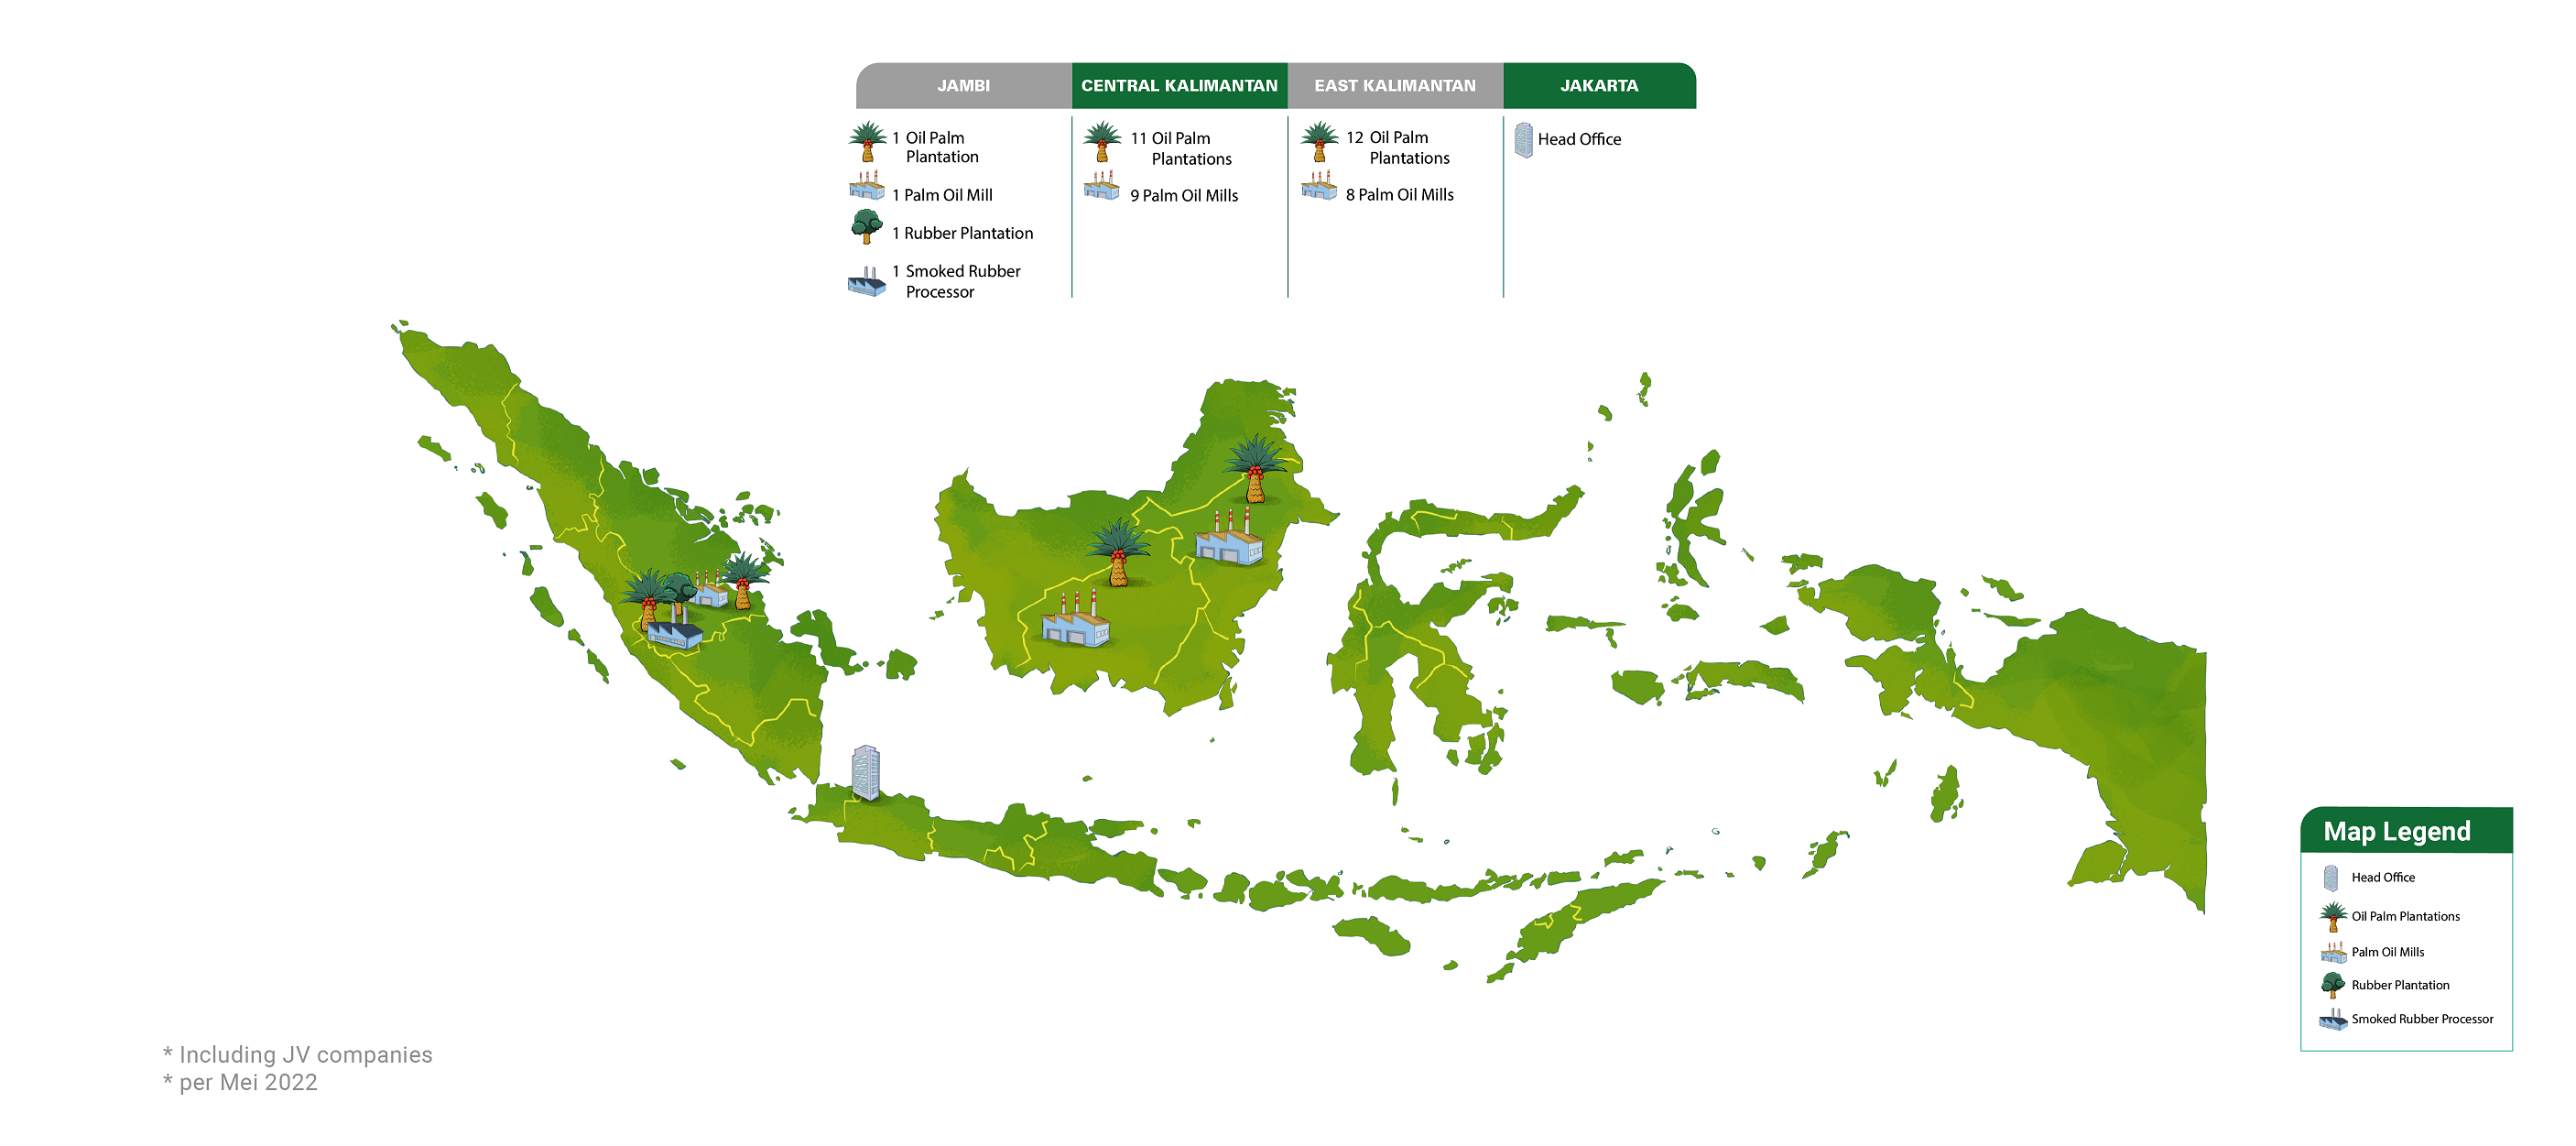 JAMBI
1 Oil Palm
Plantation
1 Palm Oil Mill
1 Rubber Plantation
1 Smoked Rubber
Processor
CENTRAL KALIMANTAN
11 Oil Palm
Plantations
9 Palm Oil Mills
EAST KALIMANTAN
12 Oil Palm
Plantations
8 Palm Oil Mills
JAKARTA
Head Office
Map Legend
Head Office
Oil Palm Plantations
Palm Oil Mills
Rubber Plantation
Smoked Rubber Processor
* Including JV companies
* per Mei 2022